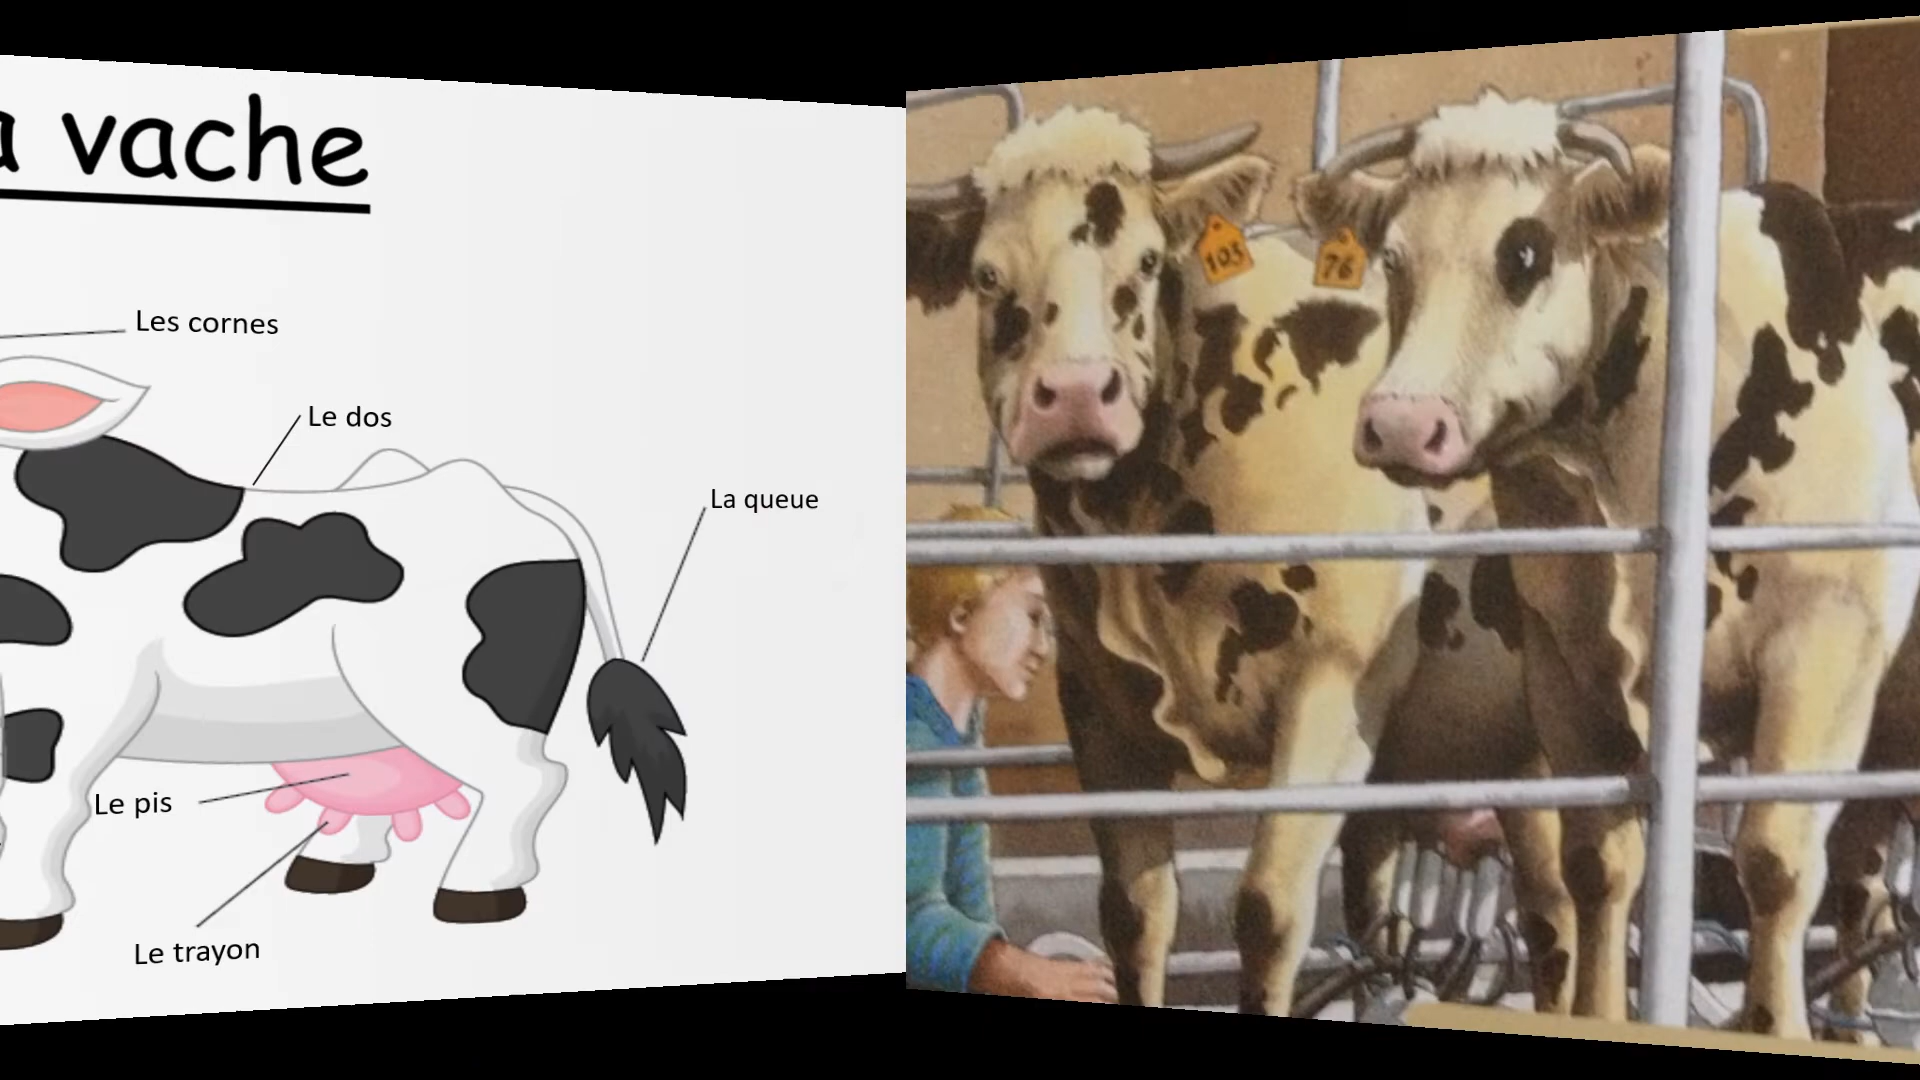 a vache
Les cornes
Le dos
La queue
Le pis
Le trayon
103
76